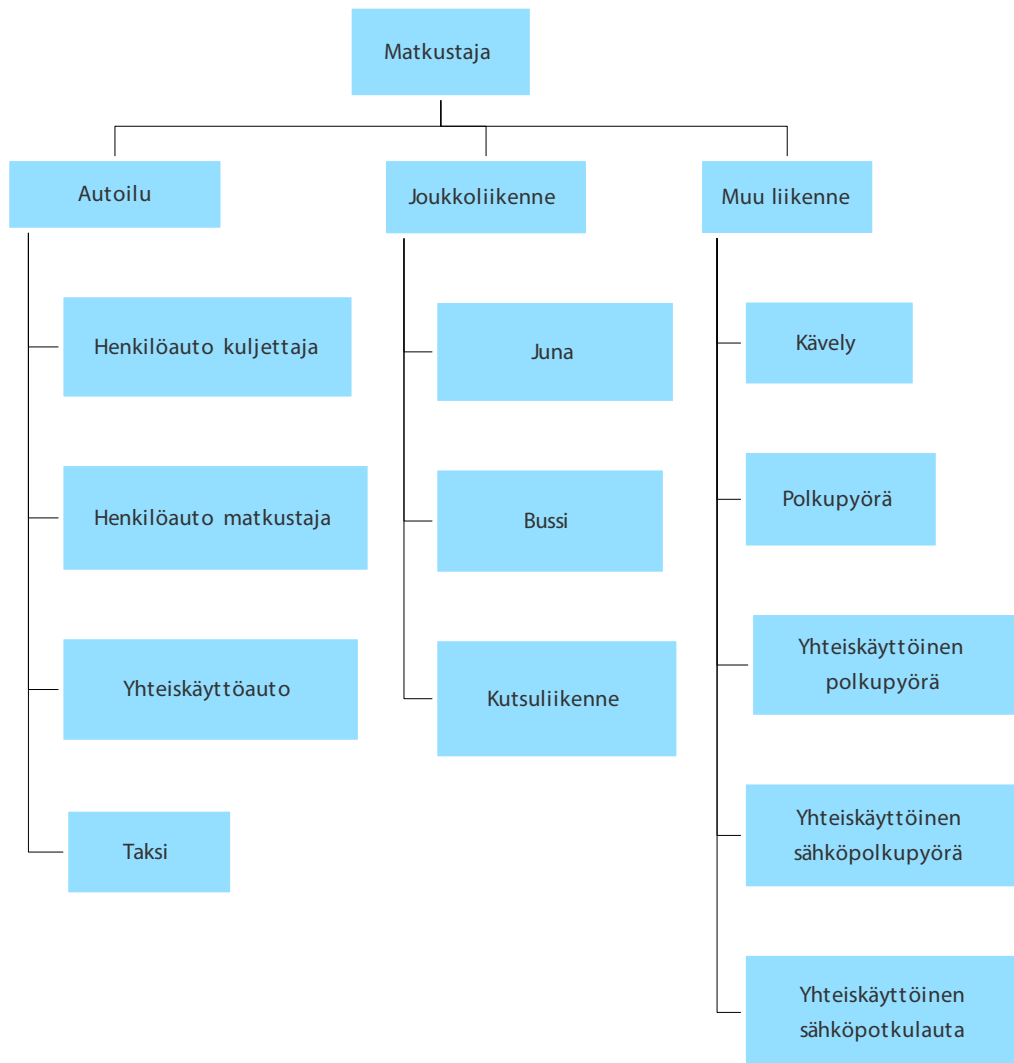 Matkustaja
Autoilu
Henkilöauto kuljettaja
Henkilöauto matkustaja
Yhteiskäyttöauto
Taksi
Joukkoliikenne
Juna
Bussi
Kutsuliikenne
Muu liikenne
Kävely
Polkupyörä
Yhteiskäyttöinen
polkupyörä
Yhteiskäyttöinen
sähköpolkupyörä
Yhteiskäyttöinen
sähköpotkulauta